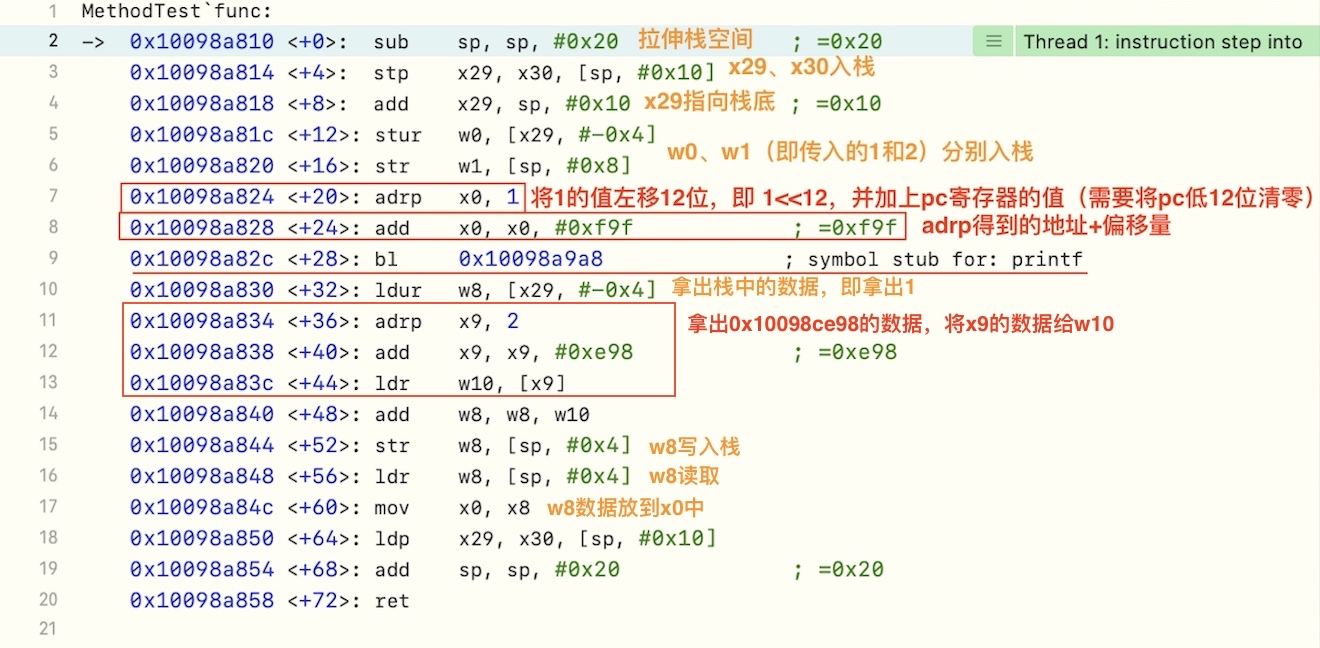 1 MethodTest`func:
2 -> 0x10098a810 <+0>: sub sp, sp, #0x20 拉伸栈空间 ; =0x20 Thread 1: instruction step into
3 0x10098a814 <+4>: stp x29, x30, [sp, #0x10] x29、x30入栈
4 0x10098a818 <+8>: add x29, sp, #0x10 x29指向栈底 ; =0x10
5 0x10098a81c <+12>: stur w0, [x29, #-0x4]
w0、w1（即传入的1和2）分别入栈
6 0x10098a820 <+16>: str w1, [sp, #0x8]
7 0x10098a824 <+20>: adrp x0, 1 将1的值左移12位，即 1<<12，并加上pc寄存器的值（需要将pc低12位清零）
8 0x10098a828 <+24>: add x0, x0, #0xf9f ; =0xf9f adrp得到的地址+偏移量
9 0x10098a82c <+28>: bl 0x10098a9a8 ; symbol stub for: printf
10 0x10098a830 <+32>: ldur w8, [x29, #-0x4] 拿出栈中的数据，即拿出1
11 0x10098a834 <+36>: adrp x9, 2 拿出0x10098ce98的数据，将x9的数据给w10
12 0x10098a838 <+40>: add x9, x9, #0xe98 ; =0xe98
13 0x10098a83c <+44>: ldr w10, [x9]
14 0x10098a840 <+48>: add w8, w8, w10
15 0x10098a844 <+52>: str w8, [sp, #0x4] w8写入栈
16 0x10098a848 <+56>: ldr w8, [sp, #0x4] w8读取
17 0x10098a84c <+60>: mov x0, x8 w8数据放到x0中
18 0x10098a850 <+64>: ldp x29, x30, [sp, #0x10]
19 0x10098a854 <+68>: add sp, sp, #0x20 ; =0x20
20 0x10098a858 <+72>: ret
21